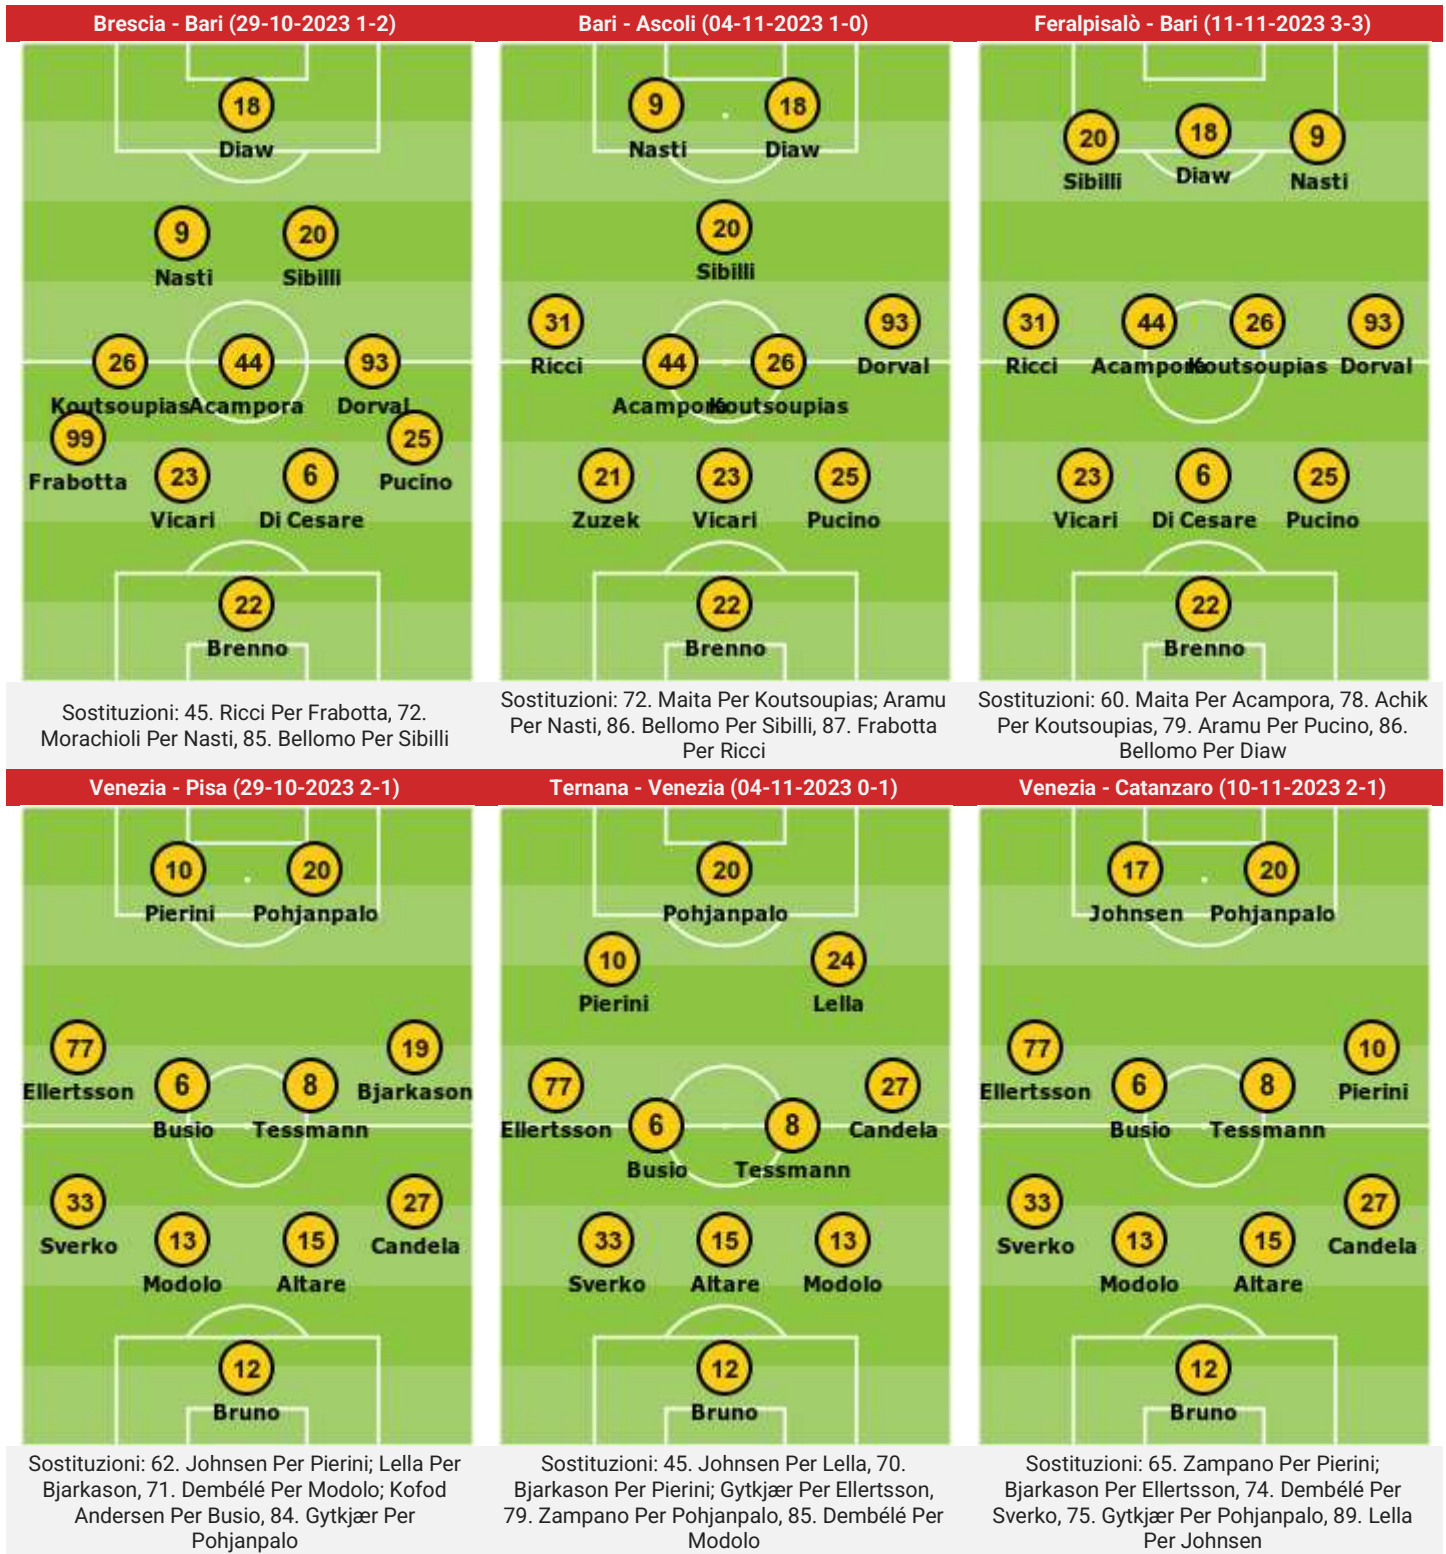 Brescia - Bari (29-10-2023 1-2)
18
Diaw
9
20
Nasti
Sibilli
26
44
93
Koutsoupias
Acampora
Dorval
99
25
Frabotta
23
6
Pucino
Vicari
Di Cesare
22
Brenno
Sostituzioni: 45. Ricci Per Frabotta, 72.
Morachioli Per Nasti, 85. Bellomo Per Sibilli
Bari - Ascoli (04-11-2023 1-0)
9
18
Nasti
Diaw
20
Sibilli
31
93
Ricci
44
26
Dorval
Acampora
Koutsoupias
21
23
25
Zuzek
Vicari
Pucino
22
Brenno
Sostituzioni: 72. Maita Per Koutsoupias; Aramu
Per Nasti, 86. Bellomo Per Sibilli, 87. Frabotta
Per Ricci
Feralpisalò - Bari (11-11-2023 3-3)
20
18
9
Sibilli
Diaw
Nasti
31
44
26
93
Ricci
Acampora
Koutsoupias
Dorval
23
6
25
Vicari
Di Cesare
Pucino
22
Brenno
Sostituzioni: 60. Maita Per Acampora, 78. Achik
Per Koutsoupias, 79. Aramu Per Pucino, 86.
Bellomo Per Diaw
Venezia - Pisa (29-10-2023 2-1)
10
20
Pierini
Pohjanpalo
77
19
Ellertsson
6
8
Bjarkason
Busio
Tessmann
33
27
Sverko
13
15
Candela
Modolo
Altare
12
Bruno
Sostituzioni: 62. Johnsen Per Pierini; Lella Per
Bjarkason, 71. Dembélé Per Modolo; Kofod
Andersen Per Busio, 84. Gytkjær Per
Pohjanpalo
Ternana - Venezia (04-11-2023 0-1)
20
Pohjanpalo
10
24
Pierini
Lella
77
27
Ellertsson
6
8
Candela
Busio
Tessmann
33
15
13
Sverko
Altare
Modolo
12
Bruno
Sostituzioni: 45. Johnsen Per Lella, 70.
Bjarkason Per Pierini; Gytkjær Per Ellertsson,
79. Zampano Per Pohjanpalo, 85. Dembélé Per
Modolo
Venezia - Catanzaro (10-11-2023 2-1)
17
20
Johnsen
Pohjanpalo
77
10
Ellertsson
6
8
Pierini
Busio
Tessmann
33
27
Sverko
13
15
Candela
Modolo
Altare
12
Bruno
Sostituzioni: 65. Zampano Per Pierini;
Bjarkason Per Ellertsson, 74. Dembélé Per
Sverko, 75. Gytkjær Per Pohjanpalo, 89. Lella
Per Johnsen